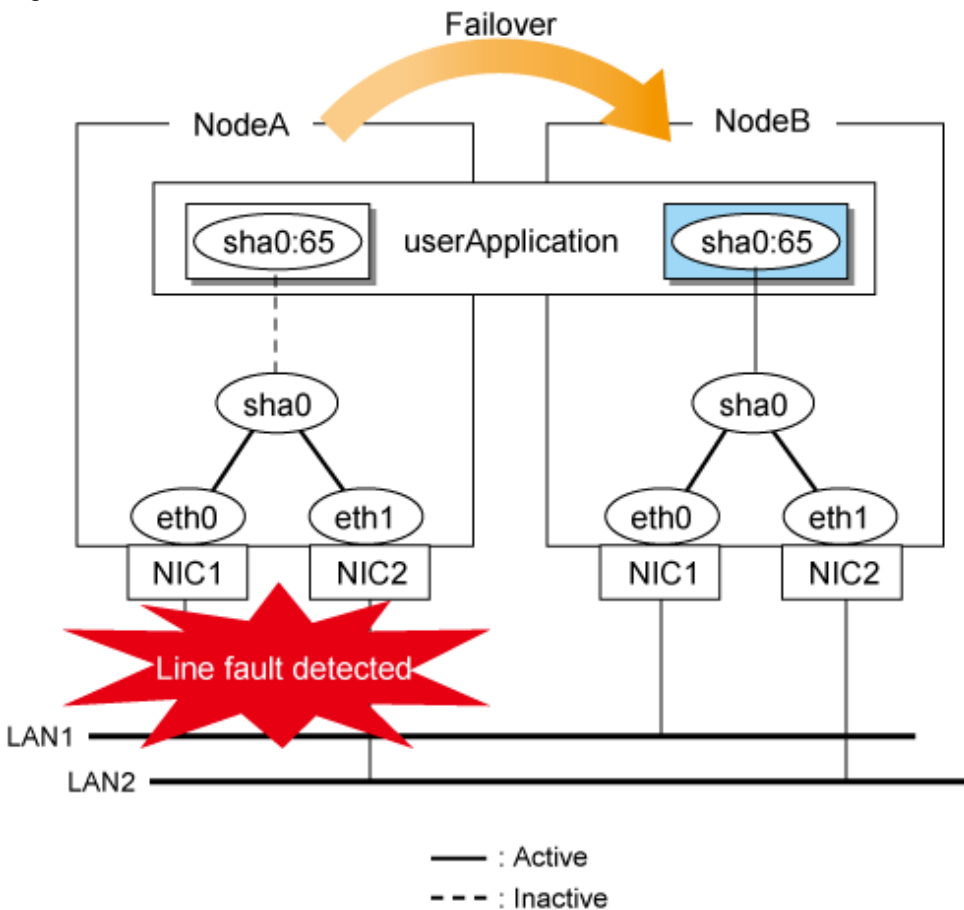 Failover
NodeA
NodeB
sha0:65
userApplication
sha0:65
sha0
sha0
eth0
eth1
eth0
eth1
NIC1
NIC2
NIC1
NIC2
Line fault detected
LAN1
LAN2
: Active
: Inactive